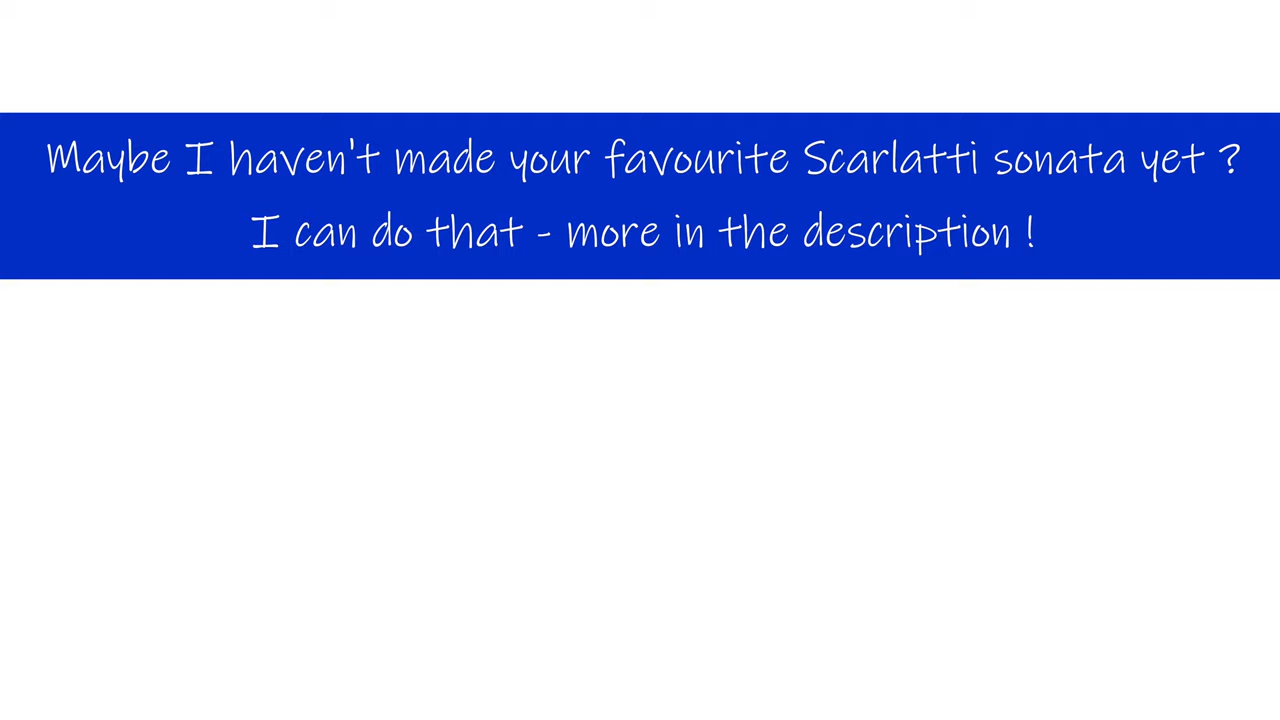 Maybe I haven't made your favourite Scarlatti sonata yet ?
I can do that - more in the description !